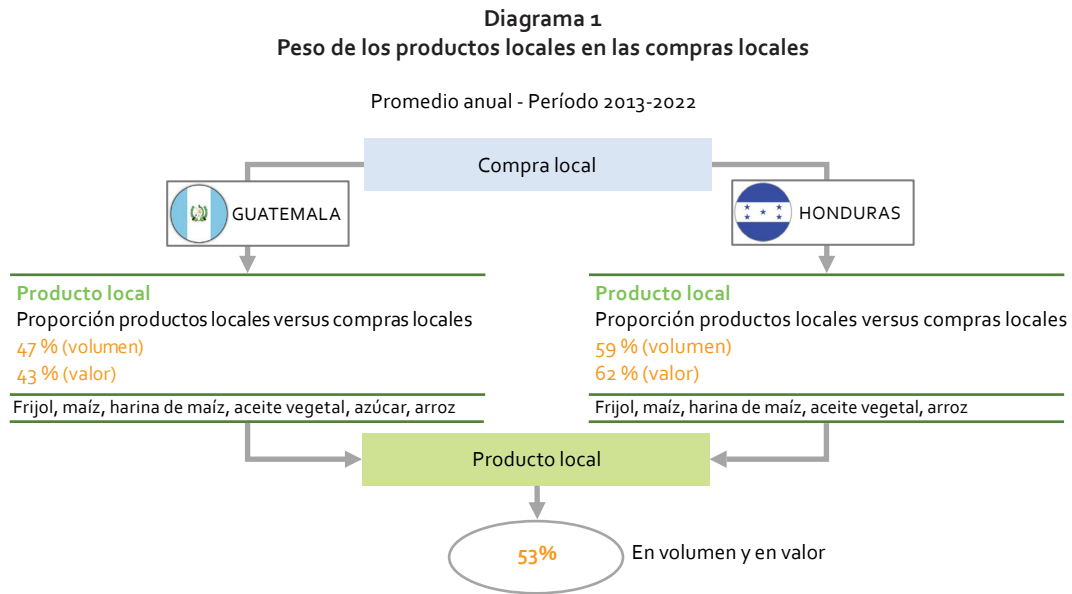 Diagrama 1
Peso de los productos locales en las compras locales
Promedio anual - Período 2013-2022
Compra local
GUATEMALA
HONDURAS
Producto local
Proporción productos locales versus compras locales
47 % (volumen)
43 % (valor)
Frijol, maíz, harina de maíz, aceite vegetal, azúcar, arroz
Producto local
Proporción productos locales versus compras locales
59 % (volumen)
62 % (valor)
Frijol, maíz, harina de maíz, aceite vegetal, arroz
Producto local
53%
En volumen y en valor